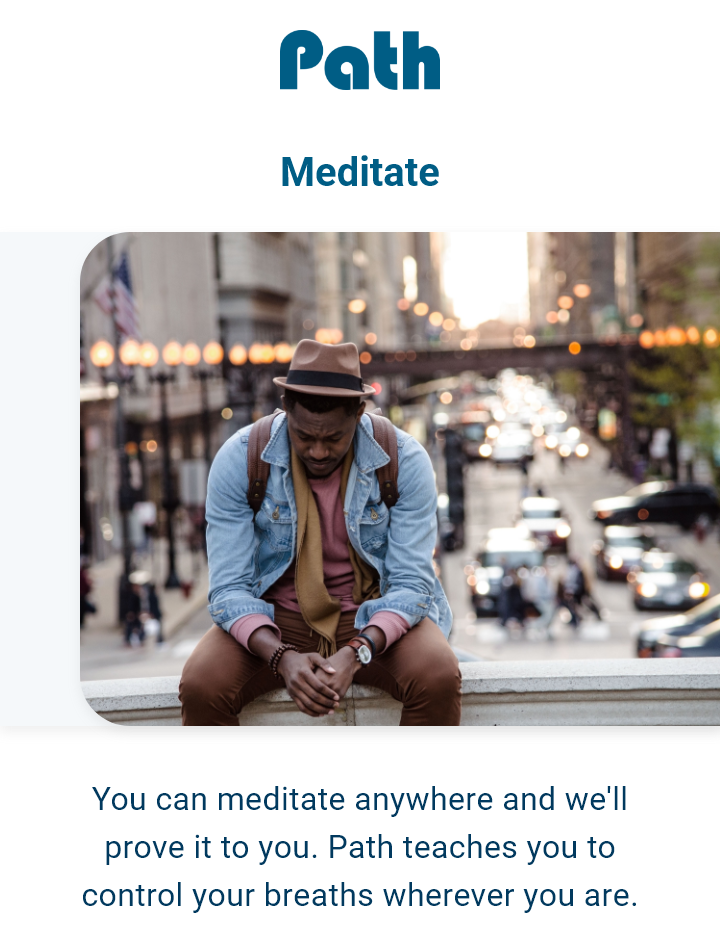 Path
Meditate
You can meditate anywhere and we'll
prove it to you. Path teaches you to
control your breaths wherever you are.